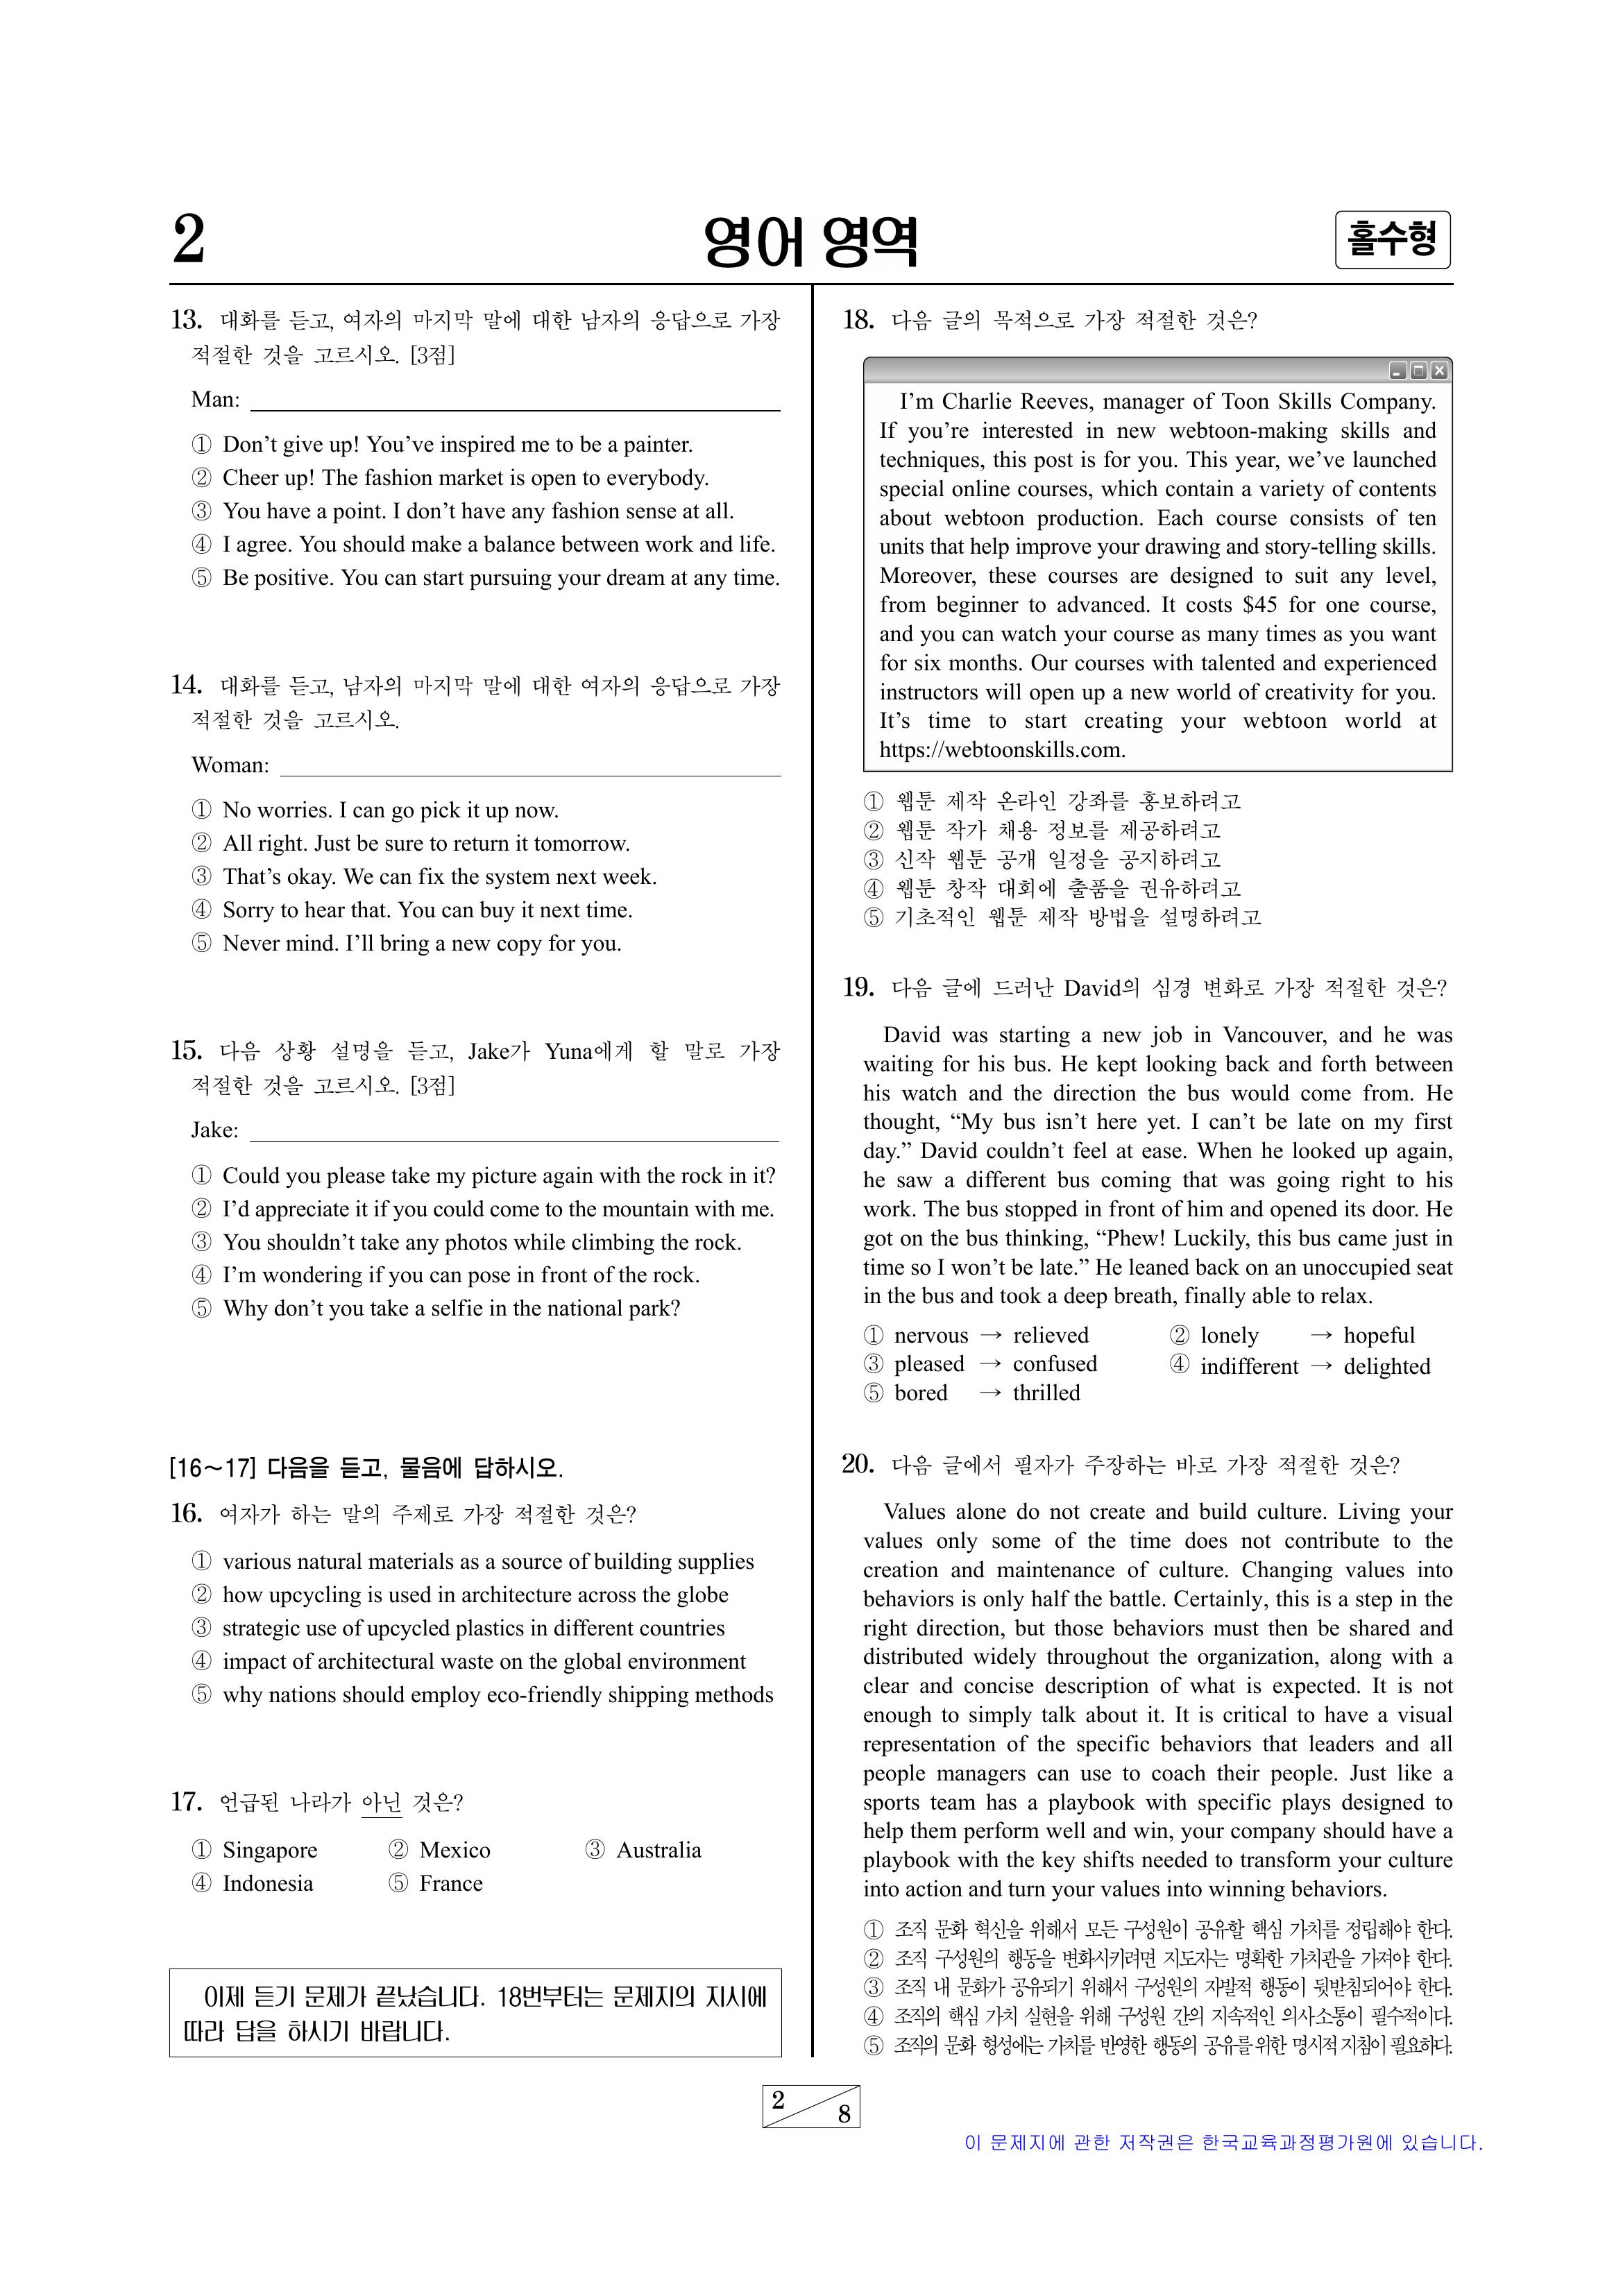 2
영어 영역
홀수형
13. 대화를 듣고, 여자의 마지막 말에 대한 남자의 응답으로 가장
적절한 것을 고르시오. [3점]
Man:
① Don’t give up! You’ve inspired me to be a painter.
② Cheer up! The fashion market is open to everybody.
③ You have a point. I don’t have any fashion sense at all.
④ I agree. You should make a balance between work and life.
⑤ Be positive. You can start pursuing your dream at any time.
14. 대화를 듣고, 남자의 마지막 말에 대한 여자의 응답으로 가장
적절한 것을 고르시오.
Woman:
① No worries. I can go pick it up now.
② All right. Just be sure to return it tomorrow.
③ That’s okay. We can fix the system next week.
④ Sorry to hear that. You can buy it next time.
⑤ Never mind. I’ll bring a new copy for you.
15. 다음 상황 설명을 듣고, Jake가 Yuna에게 할 말로 가장
적절한 것을 고르시오. [3점]
Jake:
① Could you please take my picture again with the rock in it?
② I’d appreciate it if you could come to the mountain with me.
③ You shouldn’t take any photos while climbing the rock.
④ I’m wondering if you can pose in front of the rock.
⑤ Why don’t you take a selfie in the national park?
[16～17] 다음을 듣고, 물음에 답하시오.
16. 여자가 하는 말의 주제로 가장 적절한 것은?
① various natural materials as a source of building supplies
② how upcycling is used in architecture across the globe
③ strategic use of upcycled plastics in different countries
④ impact of architectural waste on the global environment
⑤ why nations should employ eco-friendly shipping methods
17. 언급된 나라가 아닌 것은?
① Singapore ② Mexico ③ Australia
④ Indonesia ⑤ France
이제 듣기 문제가 끝났습니다. 18번부터는 문제지의 지시에
따라 답을 하시기 바랍니다.
18. 다음 글의 목적으로 가장 적절한 것은?
I’m Charlie Reeves, manager of Toon Skills Company.
If you’re interested in new webtoon-making skills and
techniques, this post is for you. This year, we’ve launched
special online courses, which contain a variety of contents
about webtoon production. Each course consists of ten
units that help improve your drawing and story-telling skills.
Moreover, these courses are designed to suit any level,
from beginner to advanced. It costs $45 for one course,
and you can watch your course as many times as you want
for six months. Our courses with talented and experienced
instructors will open up a new world of creativity for you.
It’s time to start creating your webtoon world at
https://webtoonskills.com.
① 웹툰 제작 온라인 강좌를 홍보하려고
② 웹툰 작가 채용 정보를 제공하려고
③ 신작 웹툰 공개 일정을 공지하려고
④ 웹툰 창작 대회에 출품을 권유하려고
⑤ 기초적인 웹툰 제작 방법을 설명하려고
19. 다음 글에 드러난 David의 심경 변화로 가장 적절한 것은?
David was starting a new job in Vancouver, and he was
waiting for his bus. He kept looking back and forth between
his watch and the direction the bus would come from. He
thought, “My bus isn’t here yet. I can’t be late on my first
day.” David couldn’t feel at ease. When he looked up again,
he saw a different bus coming that was going right to his
work. The bus stopped in front of him and opened its door. He
got on the bus thinking, “Phew! Luckily, this bus came just in
time so I won’t be late.” He leaned back on an unoccupied seat
in the bus and took a deep breath, finally able to relax.
① nervous → relieved ② lonely → hopeful
③ pleased → confused ④ indifferent → delighted
⑤ bored → thrilled
20. 다음 글에서 필자가 주장하는 바로 가장 적절한 것은?
Values alone do not create and build culture. Living your
values only some of the time does not contribute to the
creation and maintenance of culture. Changing values into
behaviors is only half the battle. Certainly, this is a step in the
right direction, but those behaviors must then be shared and
distributed widely throughout the organization, along with a
clear and concise description of what is expected. It is not
enough to simply talk about it. It is critical to have a visual
representation of the specific behaviors that leaders and all
people managers can use to coach their people. Just like a
sports team has a playbook with specific plays designed to
help them perform well and win, your company should have a
playbook with the key shifts needed to transform your culture
into action and turn your values into winning behaviors.
① 조직 문화 혁신을 위해서 모든 구성원이 공유할 핵심 가치를 정립해야 한다.
② 조직 구성원의 행동을 변화시키려면 지도자는 명확한 가치관을 가져야 한다.
③ 조직 내 문화가 공유되기 위해서 구성원의 자발적 행동이 뒷받침되어야 한다.
④ 조직의 핵심 가치 실현을 위해 구성원 간의 지속적인 의사소통이 필수적이다.
⑤ 조직의 문화 형성에는 가치를 반영한 행동의 공유를 위한 명시적 지침이 필요하다.
2
8
이 문제지에 관한 저작권은 한국교육과정평가원에 있습니다.